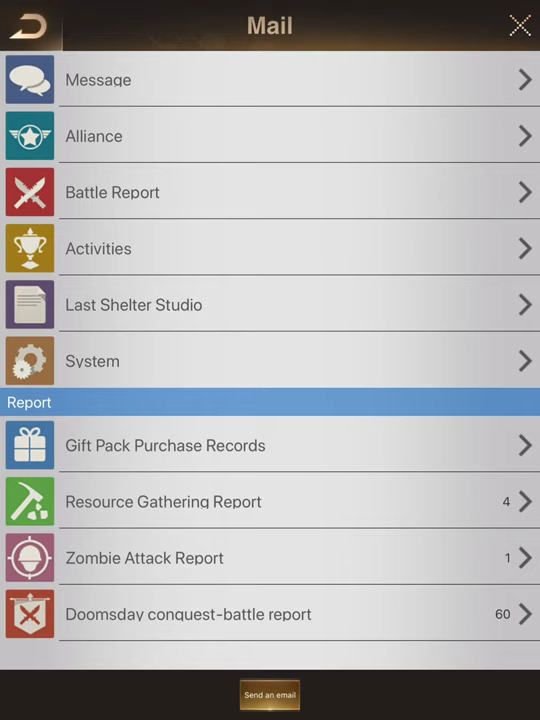 Mail
Message
Alliance
Battle Report
Activities
Last Shelter Studio
System
Report
Gift Pack Purchase Records
Resource Gathering Report 4
Zombie Attack Report 1
Doomsday conquest-battle report 60
Send an email